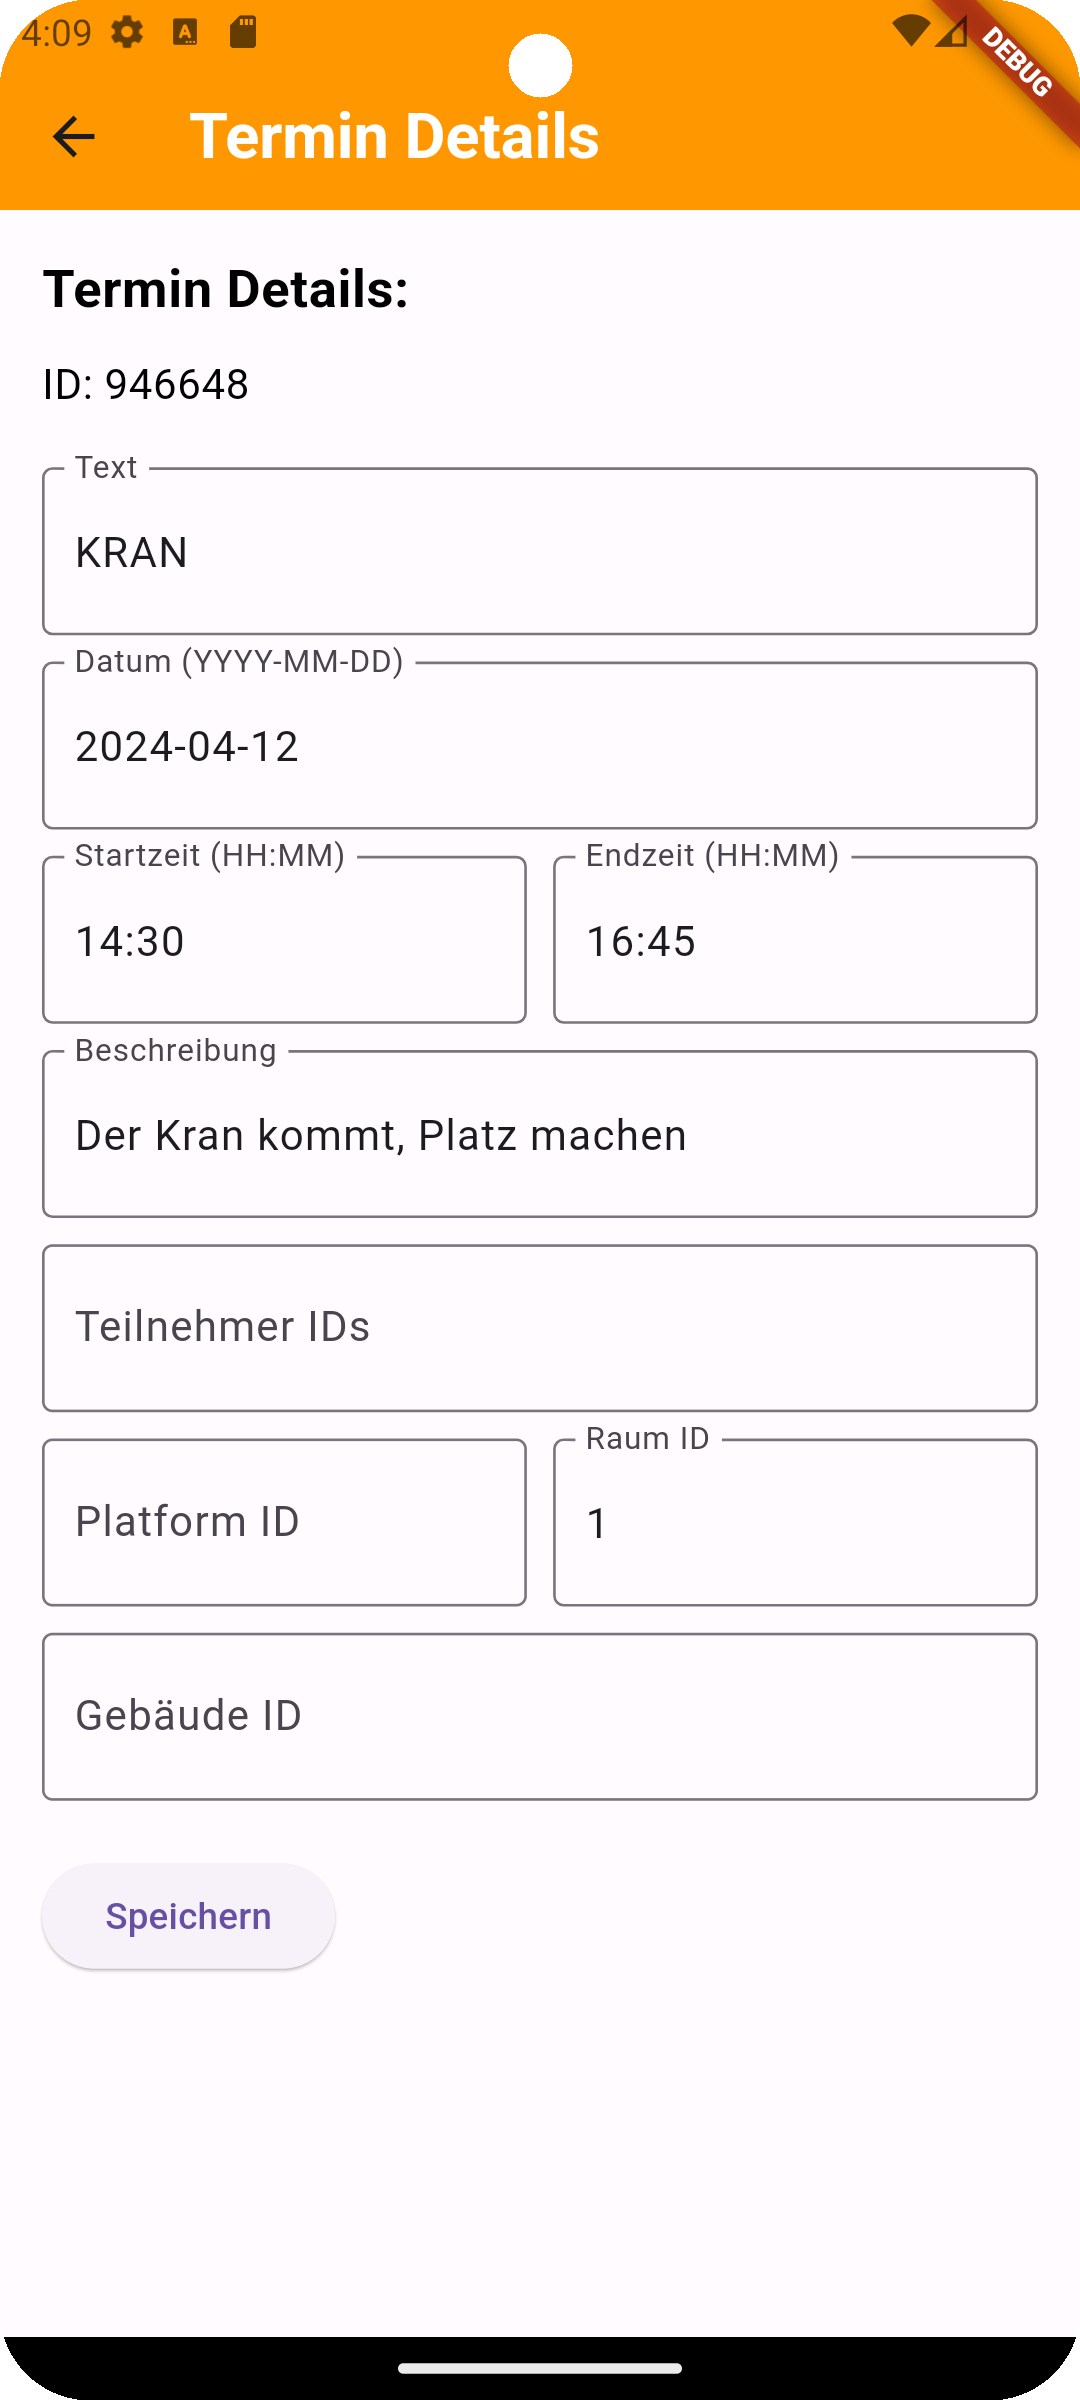 4:09
DEBUG
Termin Details
Termin Details:
ID: 946648
Text
KRAN
Datum (YYYY-MM-DD)
2024-04-12
Startzeit (HH:MM)
Endzeit (HH:MM)
14:30
16:45
Beschreibung
Der Kran kommt, Platz machen
Teilnehmer IDs
Raum ID
Platform ID
1
Gebäude ID
Speichern